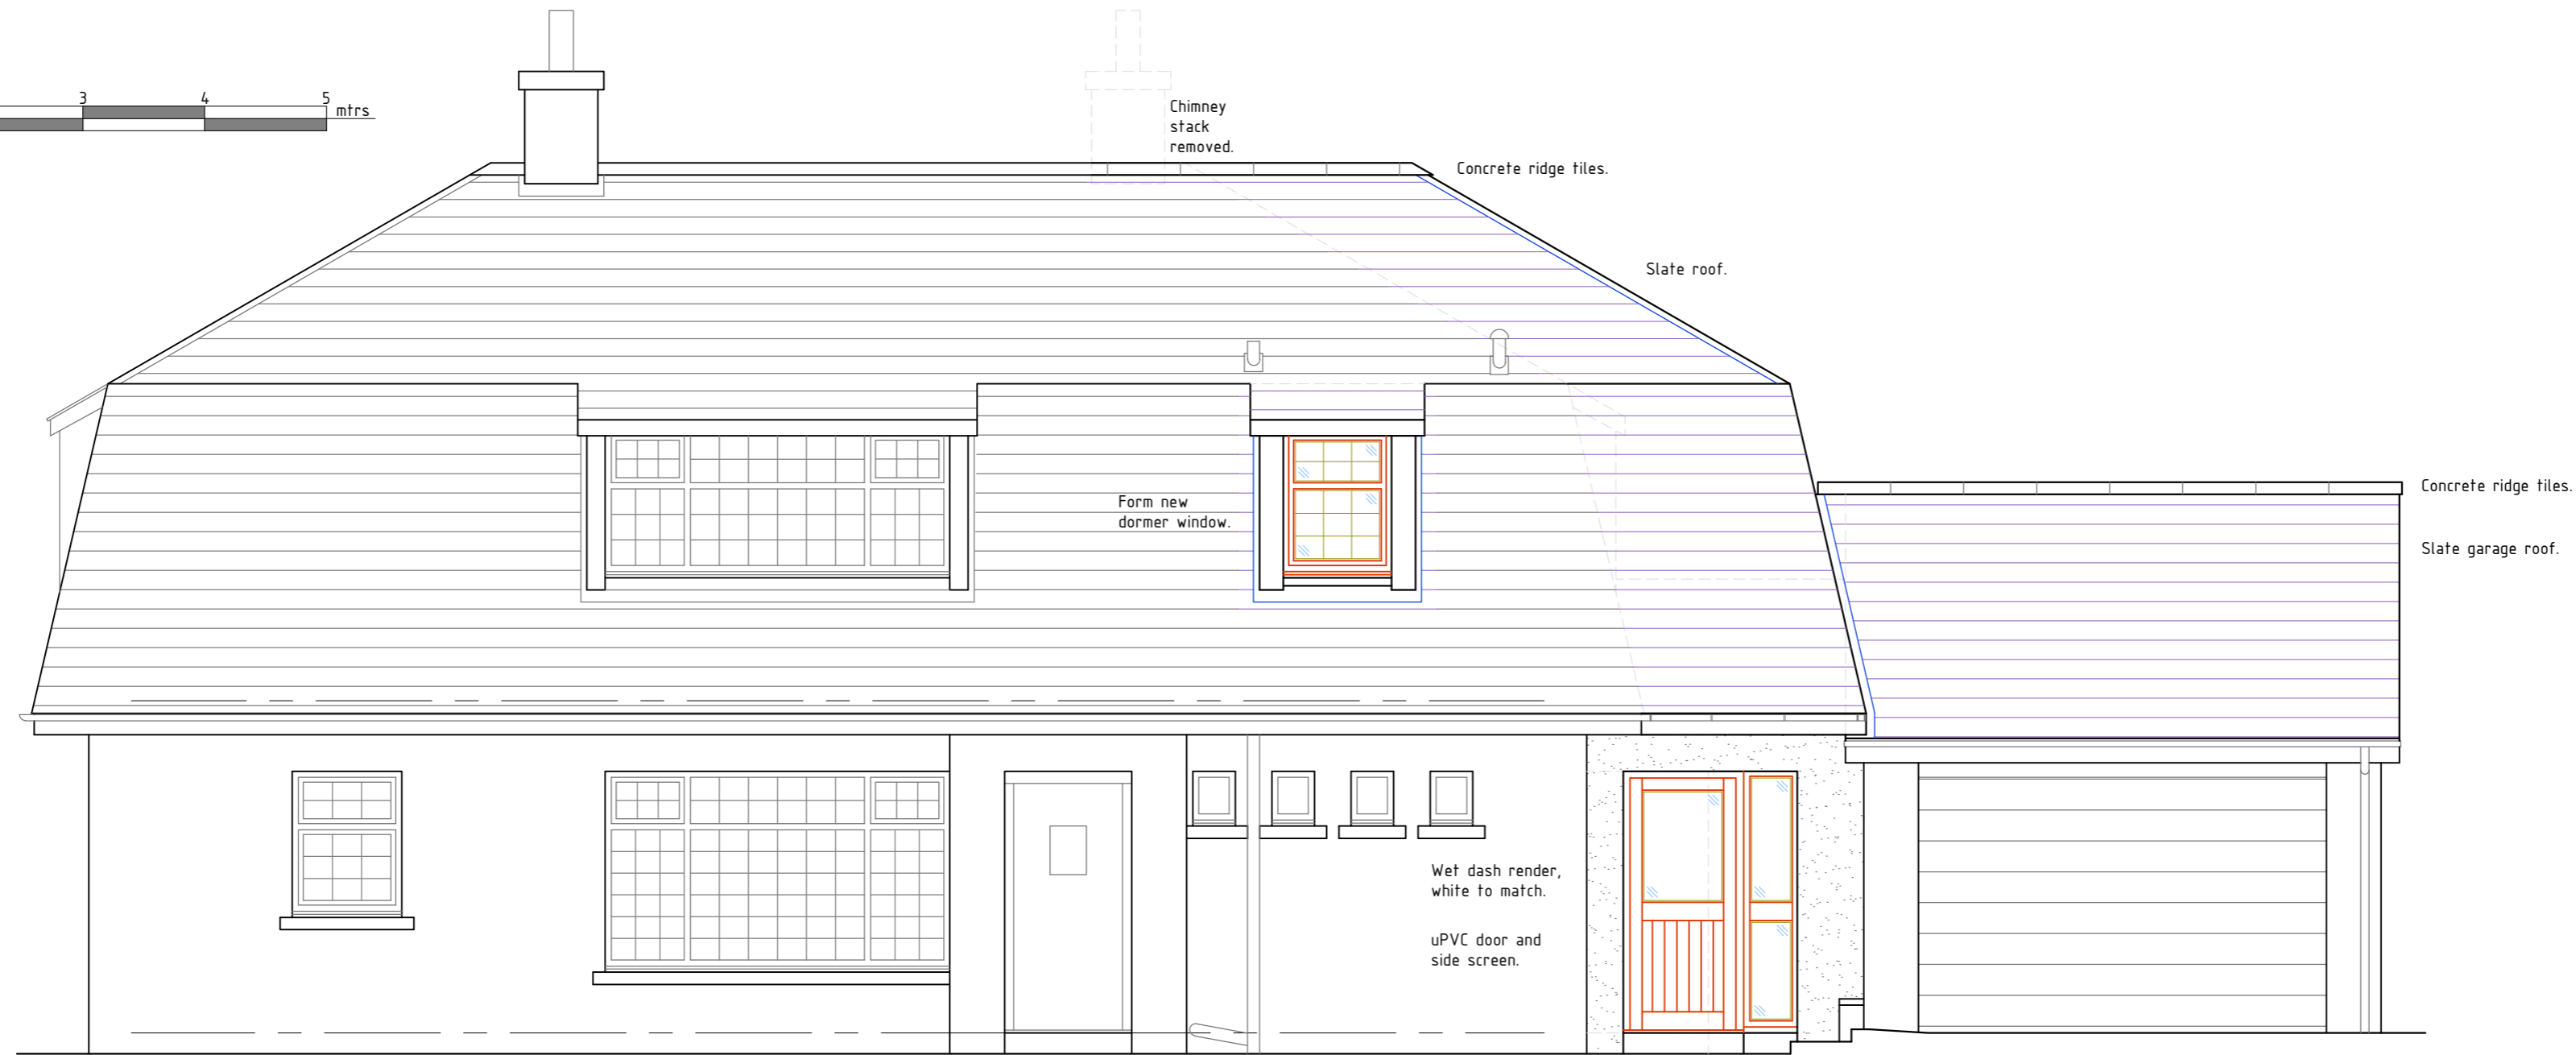 3 4 5 mtrs
Chimney
stack
removed.
Concrete ridge tiles.
Slate roof.
Form new
dormer window.
Concrete ridge tiles.
Slate garage roof.
Wet dash render,
white to match.
uPVC door and
side screen.